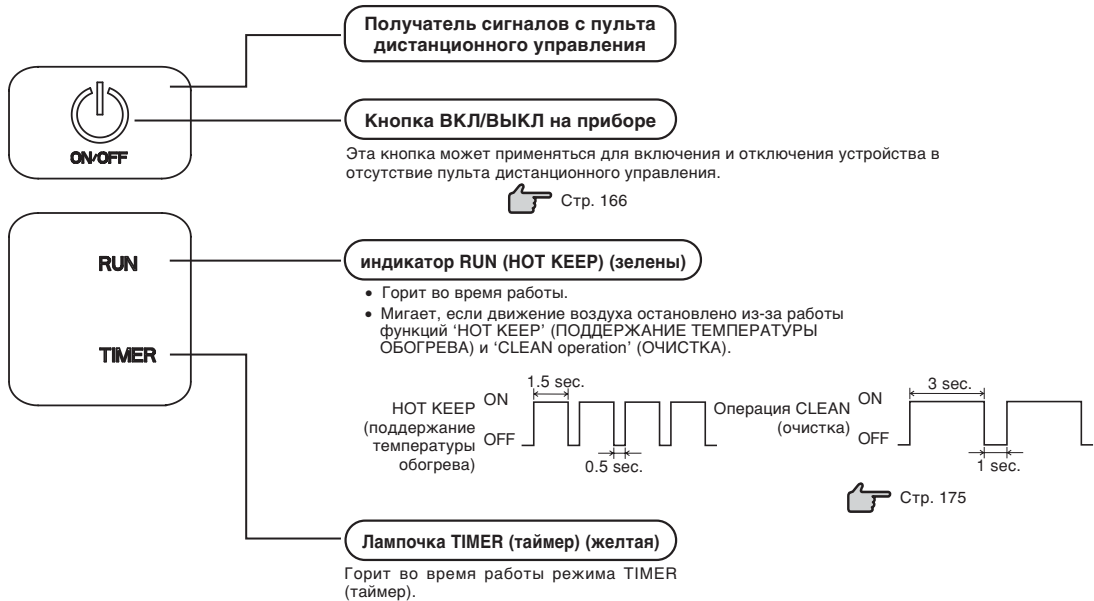 Получатель сигналов с пульта
дистанционного управления
ON/OFF
Кнопка ВКЛ/ВЫКЛ на приборе
Эта кнопка может применяться для включения и отключения устройства в
отсутствие пульта дистанционного управления.
Стр. 166
RUN
индикатор RUN (HOT KEEP) (зелены)
• Горит во время работы.
• Мигает, если движение воздуха остановлено из-за работы
функций ‘HOT KEEP’ (ПОДДЕРЖАНИЕ ТЕМПЕРАТУРЫ
ОБОГРЕВА) и ‘CLEAN operation’ (ОЧИСТКА).
TIMER
HOT KEEP
(поддержание
температуры
обогрева)
ON
OFF
1.5 sec.
0.5 sec.
Операция CLEAN
(очистка)
ON
OFF
3 sec.
1 sec.
Стр. 175
Лампочка TIMER (таймер) (желтая)
Горит во время работы режима TIMER
(таймер).